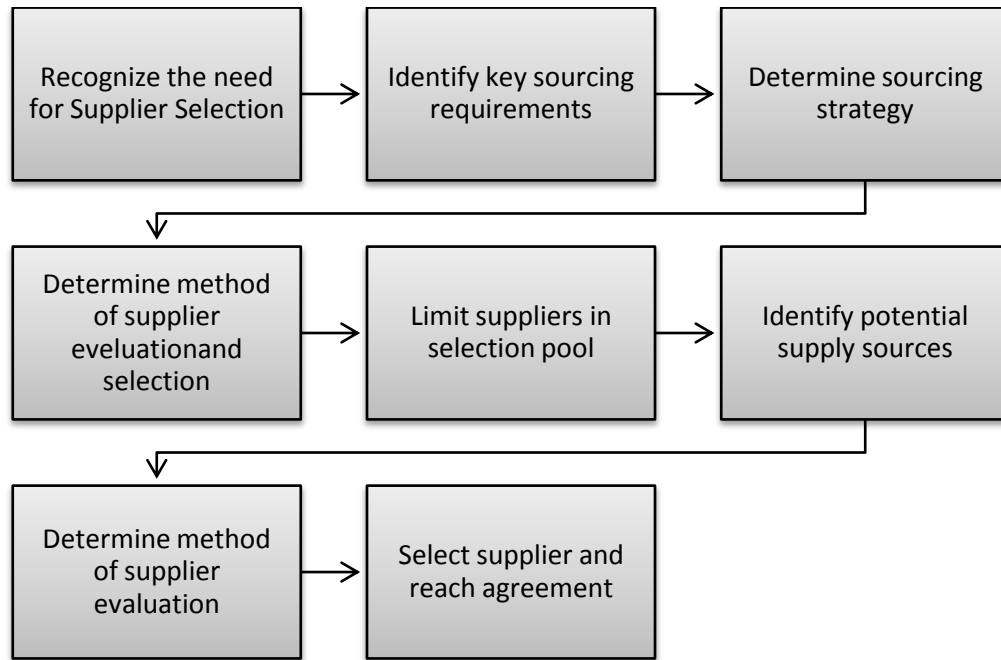 Recognize the need
for Supplier Selection
Identify key sourcing
requirements
Determine sourcing
strategy
Determine method
of supplier
eveluationand
selection
Limit suppliers in
selection pool
Identify potential
supply sources
Determine method
of supplier
evaluation
Select supplier and
reach agreement